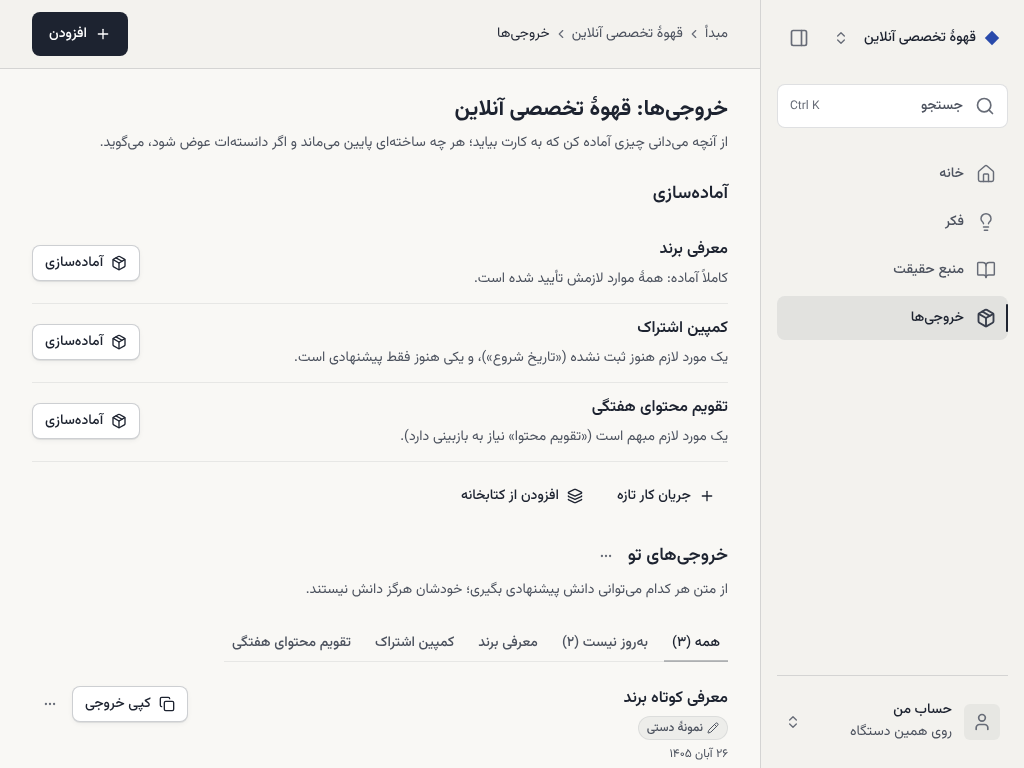 قهوهٔ تخصصی آنلاین
جستجو
Ctrl K
خانه
فکر
منبع حقیقت
خروجی‌ها
حساب من
روی همین دستگاه
مبدأ › قهوهٔ تخصصی آنلاین › خروجی‌ها
افزودن
خروجی‌ها: قهوهٔ تخصصی آنلاین
از آنچه می‌دانی چیزی آماده کن که به کارت بیاید؛ هر چه ساخته‌ای پایین می‌ماند و اگر دانسته‌ات عوض شود، می‌گوید.
آماده‌سازی
معرفی برند
کاملاً آماده: همهٔ موارد لازمش تأیید شده است.
آماده‌سازی
کمپین اشتراک
یک مورد لازم هنوز ثبت نشده («تاریخ شروع»)، و یکی هنوز فقط پیشنهادی است.
آماده‌سازی
تقویم محتوای هفتگی
یک مورد لازم مبهم است («تقویم محتوا» نیاز به بازبینی دارد).
آماده‌سازی
جریان کار تازه
افزودن از کتابخانه
خروجی‌های تو
از متن هر کدام می‌توانی دانش پیشنهادی بگیری؛ خودشان هرگز دانش نیستند.
همه (۳)
به‌روز نیست (۲)
معرفی برند
کمپین اشتراک
تقویم محتوای هفتگی
معرفی کوتاه برند
نمونهٔ دستی
۲۶ آبان ۱۴۰۵
کپی خروجی